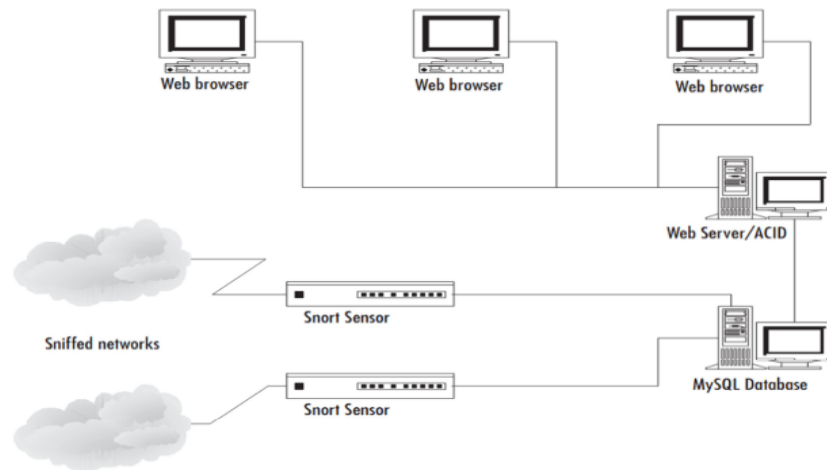 Web browser
Web browser
Web browser
Web Server/ACID
Snort Sensor
Sniffed networks
MySQL Database
Snort Sensor